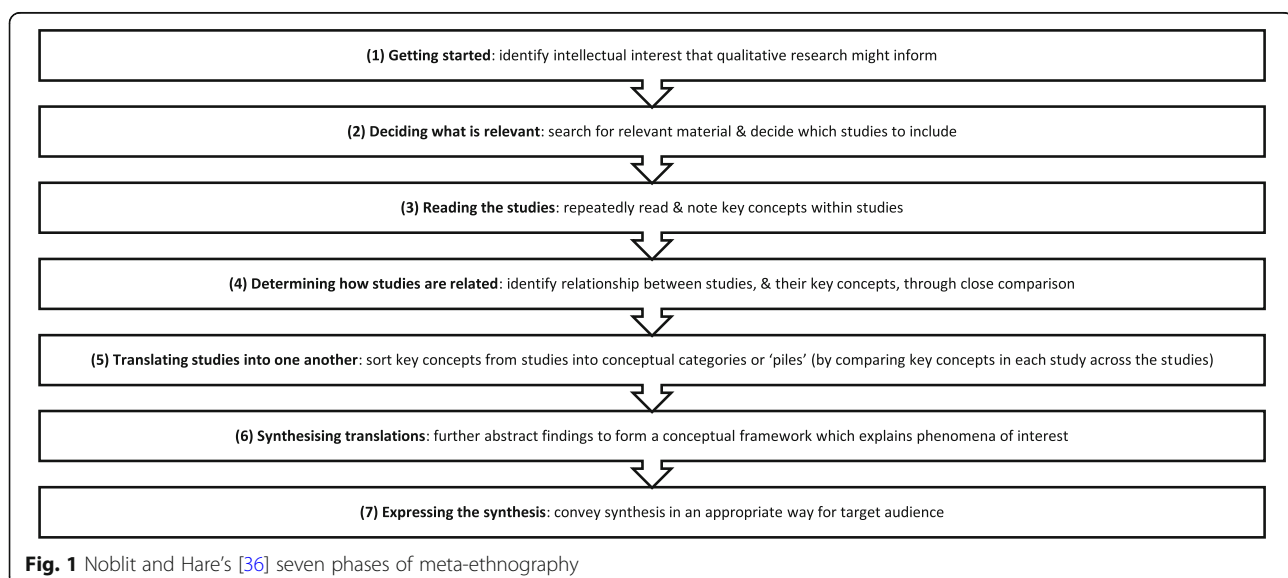 (1) Getting started: identify intellectual interest that qualitative research might inform
(2) Deciding what is relevant: search for relevant material & decide which studies to include
(3) Reading the studies: repeatedly read & note key concepts within studies
(4) Determining how studies are related: identify relationship between studies, & their key concepts, through close comparison
(5) Translating studies into one another: sort key concepts from studies into conceptual categories or ‘piles’ (by comparing key concepts in each study across the studies)
(6) Synthesising translations: further abstract findings to form a conceptual framework which explains phenomena of interest
(7) Expressing the synthesis: convey synthesis in an appropriate way for target audience
Fig. 1 Noblit and Hare’s [36] seven phases of meta-ethnography